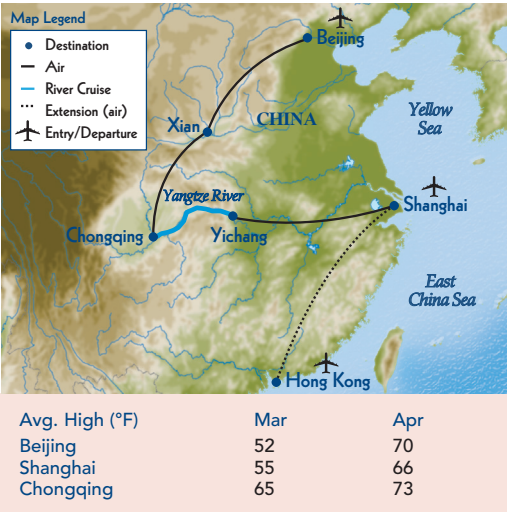 Map Legend
Destination
Air
River Cruise
Extension (air)
Entry/Departure
Beijing
Yellow
Sea
Xian
CHINA
Yangtze River
Shanghai
Chongqing
Yichang
East
China Sea
Hong Kong
Avg. High (°F) Mar Apr
Beijing 52 70
Shanghai 55 66
Chongqing 65 73